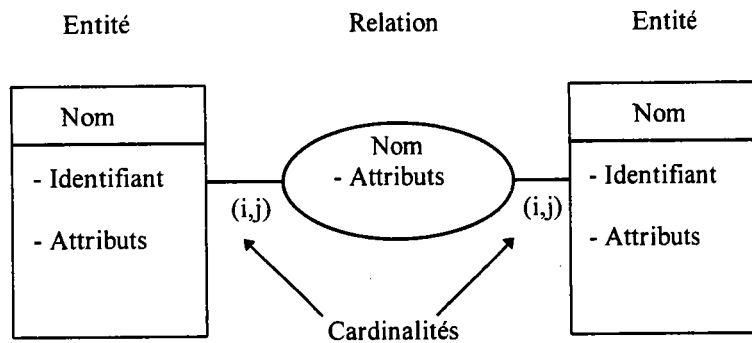 Entité
Relation
Entité
Nom
- Identifiant
- Attributs
(i,j)
Nom
- Attributs
(i,j)
Nom
- Identifiant
- Attributs
Cardinalités